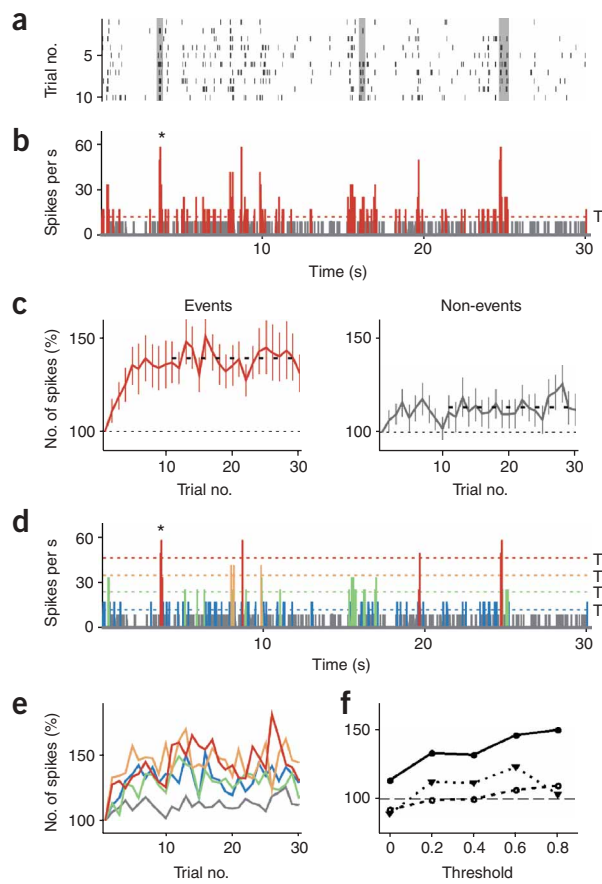 a
Trial no.
5
10
b
*
Spikes per s
60
30
0
T
10
20
30
Time (s)
c
Events
Non-events
No. of spikes (%)
150
100
10
20
30
Trial no.
150
100
10
20
30
Trial no.
d
*
Spikes per s
60
30
0
T
T
T
T
10
20
30
Time (s)
e
No. of spikes (%)
150
100
10
20
30
Trial no.
f
150
100
0
0.2
0.4
0.6
0.8
Threshold